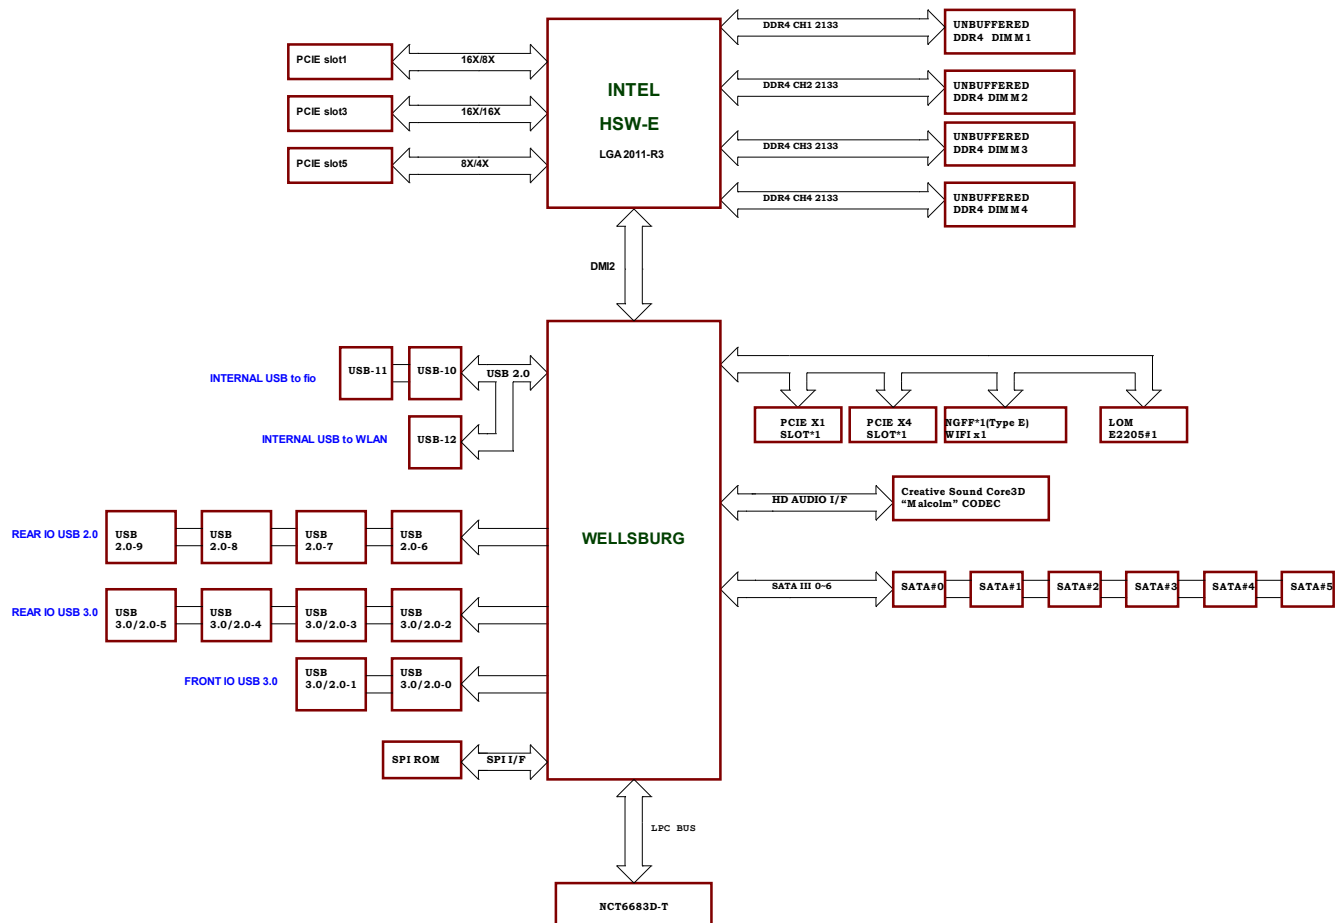 DDR4 CH1 2133
UNBUFFERED
DDR4 DIMM1
PCIE slot1
16X/8X
INTEL
HSW-E
LGA 2011-R3
DDR4 CH2 2133
UNBUFFERED
DDR4 DIMM2
PCIE slot3
16X/16X
DDR4 CH3 2133
UNBUFFERED
DDR4 DIMM3
PCIE slot5
8X/4X
DDR4 CH4 2133
UNBUFFERED
DDR4 DIMM4
DMI2
INTERNAL USB to fio
USB-11
USB-10
USB 2.0
INTERNAL USB to WLAN
USB-12
PCIE X1
SLOT*1
PCIE X4
SLOT*1
NGFF*1(Type E)
WIFI x1
LOM
E2205#1
HD AUDIO I/F
Creative Sound Core3D
“Malcolm” CODEC
REAR IO USB 2.0
USB
2.0-9
USB
2.0-8
USB
2.0-7
USB
2.0-6
WELLSBURG
SATA III 0~6
SATA#0
SATA#1
SATA#2
SATA#3
SATA#4
SATA#5
REAR IO USB 3.0
USB
3.0/2.0-5
USB
3.0/2.0-4
USB
3.0/2.0-3
USB
3.0/2.0-2
FRONT IO USB 3.0
USB
3.0/2.0-1
USB
3.0/2.0-0
SPI ROM
SPI I/F
LPC BUS
NCT6683D-T